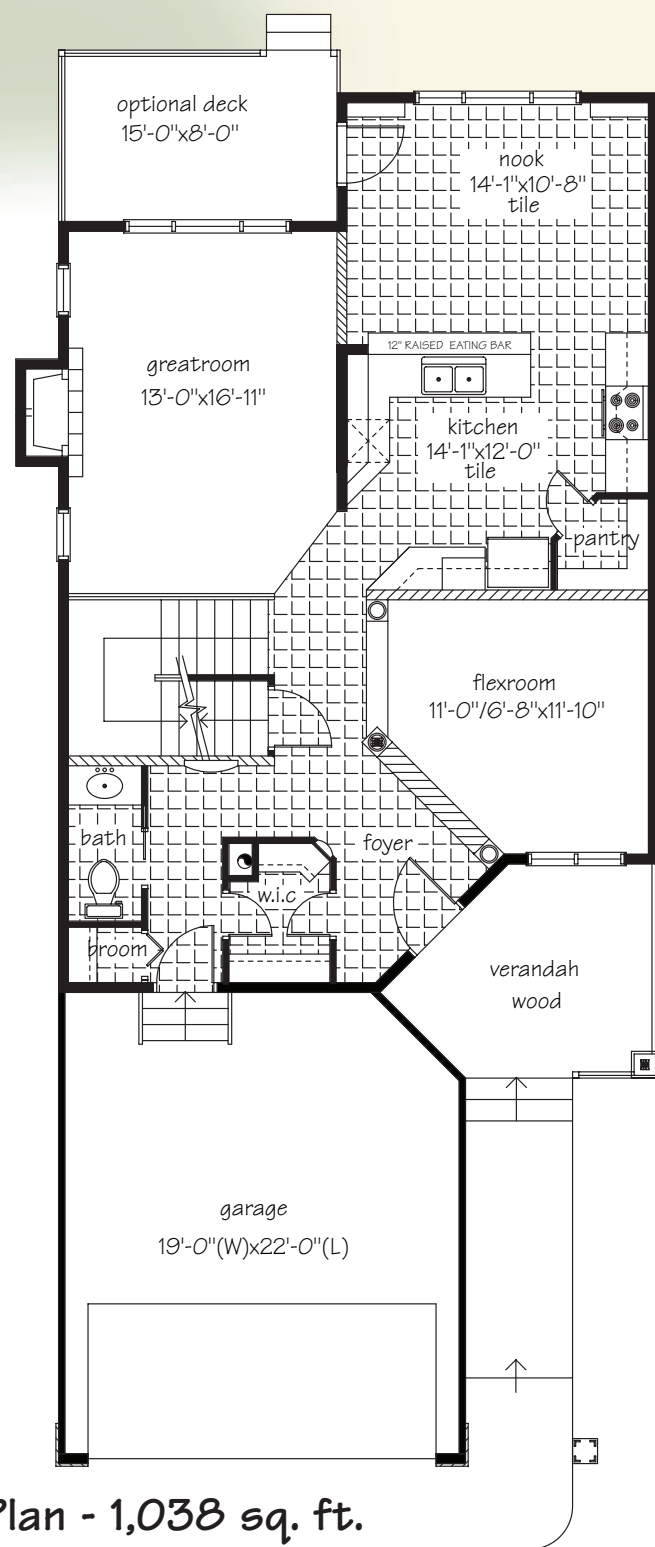 optional deck
15'-0"x8'-0"
nook
14'-1"x10'-8"
tile
12" RAISED EATING BAR
greatroom
13'-0"x16'-11"
kitchen
14'-1"x12'-0"
tile
pantry
flexroom
11'-0"/6'-8"x11'-10"
bath
foyer
w.i.c
broom
verandah
wood
garage
19'-0"(W)x22'-0"(L)
Plan - 1,038 sq. ft.